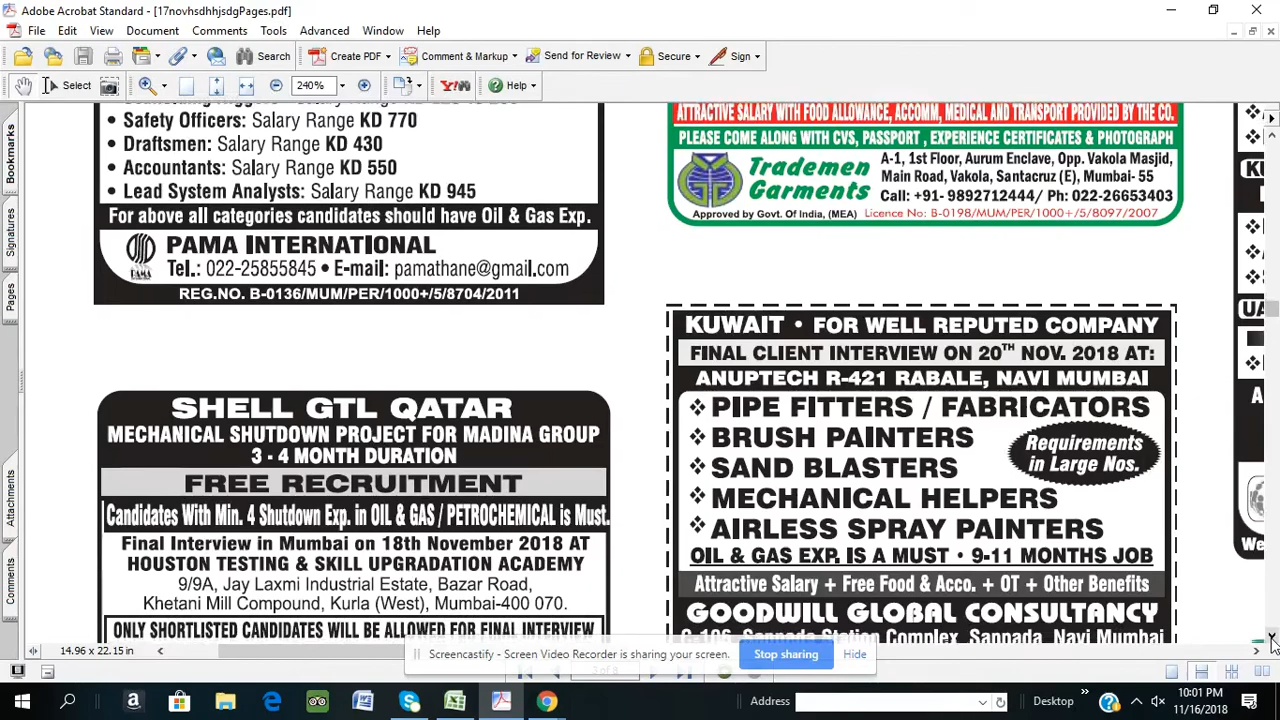 Adobe Acrobat Standard - [17novhsdhhjsdgPages.pdf]
File Edit View Document Comments Tools Advanced Window Help
Search Create PDF Comment & Markup Send for Review Secure Sign
Select 240% Y! Help
Bookmarks
Signatures
Pages
Attachments
Comments
• Safety Officers: Salary Range KD 770
• Draftsmen: Salary Range KD 430
• Accountants: Salary Range KD 550
• Lead System Analysts: Salary Range KD 945
For above all categories candidates should have Oil & Gas Exp.
PAMA INTERNATIONAL
PAMA
Tel.: 022-25855845 • E-mail: pamathane@gmail.com
REG.NO. B-0136/MUM/PER/1000+/5/8704/2011
SHELL GTL QATAR
MECHANICAL SHUTDOWN PROJECT FOR MADINA GROUP
3 - 4 MONTH DURATION
FREE RECRUITMENT
Candidates With Min. 4 Shutdown Exp. in OIL & GAS / PETROCHEMICAL is Must.
Final Interview in Mumbai on 18th November 2018 AT
HOUSTON TESTING & SKILL UPGRADATION ACADEMY
9/9A, Jay Laxmi Industrial Estate, Bazar Road,
Khetani Mill Compound, Kurla (West), Mumbai-400 070.
ONLY SHORTLISTED CANDIDATES WILL BE ALLOWED FOR FINAL INTERVIEW
ATTRACTIVE SALARY WITH FOOD ALLOWANCE, ACCOMM, MEDICAL AND TRANSPORT PROVIDED BY THE CO.
PLEASE COME ALONG WITH CVS, PASSPORT , EXPERIENCE CERTIFICATES & PHOTOGRAPH
Trademen
Garments
A-1, 1st Floor, Aurum Enclave, Opp. Vakola Masjid,
Main Road, Vakola, Santacruz (E), Mumbai- 55
Call: +91- 9892712444/ Ph: 022-26653403
Approved by Govt. Of India, (MEA) Licence No: B-0198/MUM/PER/1000+/5/8097/2007
KUWAIT • FOR WELL REPUTED COMPANY
FINAL CLIENT INTERVIEW ON 20TH NOV. 2018 AT:
ANUPTECH R-421 RABALE, NAVI MUMBAI
❖ PIPE FITTERS / FABRICATORS
❖ BRUSH PAINTERS
❖ SAND BLASTERS
❖ MECHANICAL HELPERS
❖ AIRLESS SPRAY PAINTERS
Requirements
in Large Nos.
OIL & GAS EXP. IS A MUST • 9-11 MONTHS JOB
Attractive Salary + Free Food & Acco. + OT + Other Benefits
GOODWILL GLOBAL CONSULTANCY
Station Complex, Sanpada, Navi Mumbai
14.96 x 22.15 in
Screencastify - Screen Video Recorder is sharing your screen. Stop sharing Hide
3 of 8
Address Desktop
10:01 PM
11/16/2018